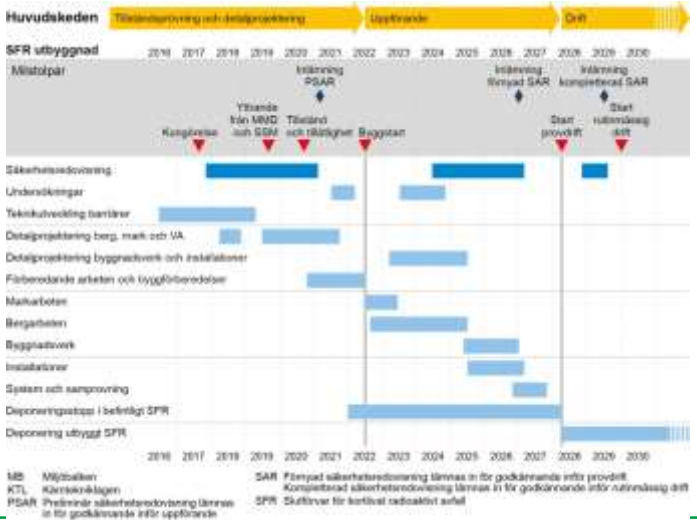 Huvudskeden Tillståndsprövning och detaljprojektering Uppförande Drift
SFR utbyggnad 2016 2017 2018 2019 2020 2021 2022 2023 2024 2025 2026 2027 2028 2029 2030
Milstolpar
Inlämning PSAR
Inlämning förnyad SAR
Inlämning kompletterad SAR
Kungörelse
Yttrande från MMD och SSM
Tillstånd och tillåtlighet
Byggstart
Start provdrift
Start rutinmässig drift
Säkerhetsredovisning
Undersökningar
Teknikutveckling barriärer
Detaljprojektering berg, mark och VA
Detaljprojektering byggnadsverk och installationer
Förberedande arbeten och byggförberedelser
Markarbeten
Bergarbeten
Byggnadsverk
Installationer
System och samprovning
Deponeringsstopp i befintligt SFR
Deponering utbyggt SFR
2016 2017 2018 2019 2020 2021 2022 2023 2024 2025 2026 2027 2028 2029 2030
MB Miljöbalken
KTL Kärntekniklagen
PSAR Preliminär säkerhetsredovisning lämnas
in för godkännande inför uppförande
SAR Förnyad säkerhetsredovisning lämnas in för godkännande inför provdrift
Kompletterad säkerhetsredovisning lämnas in för godkännande inför rutinmässig drift
SFR Slutförvar för kortlivat radioaktivt avfall